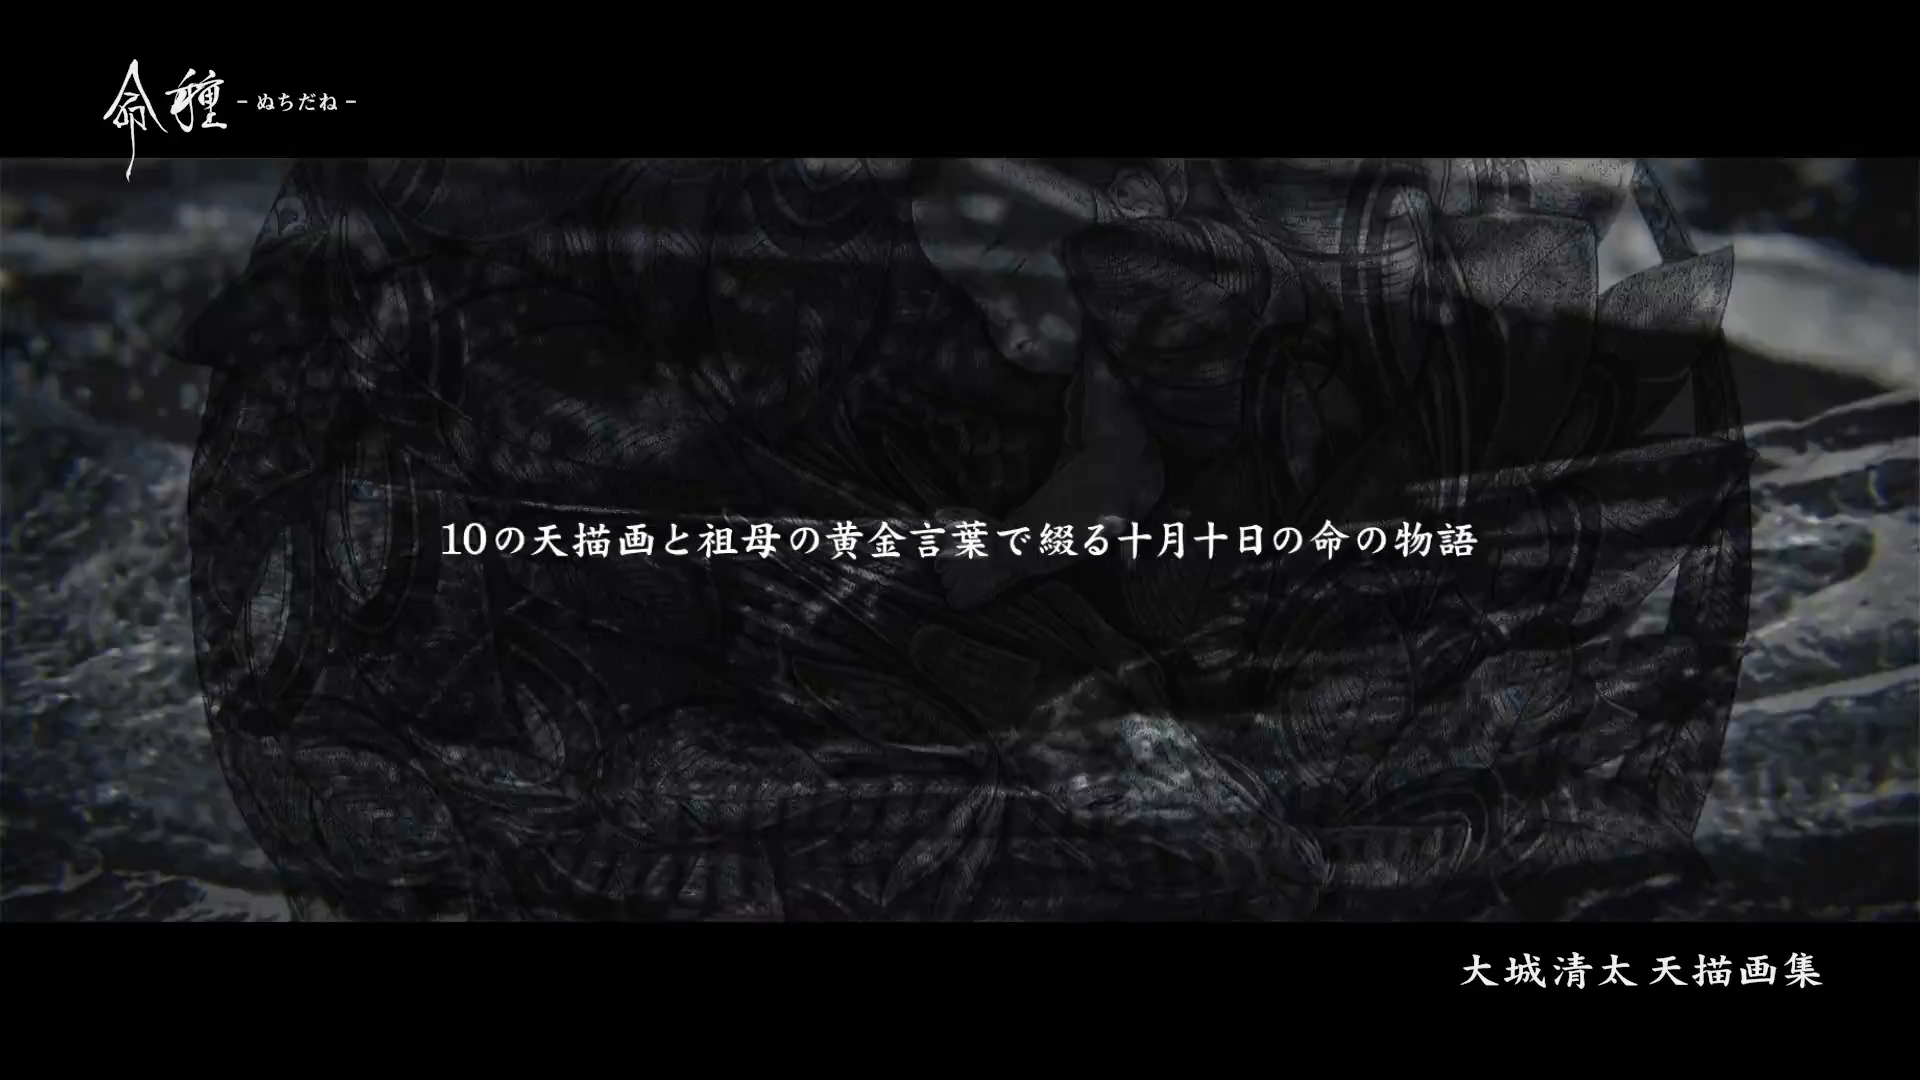 命種 - ぬちだね -
10の天描画と祖母の黄金言葉で綴る十月十日の命の物語
大城清太 天描画集